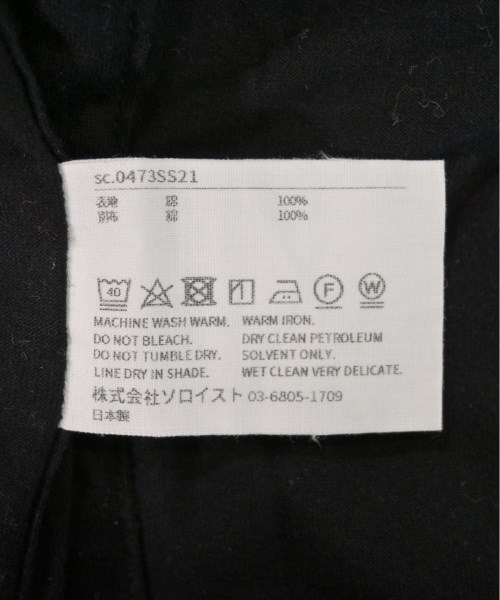 sc.0473SS21
表地 綿 100%
別布 綿 100%
40 F W
MACHINE WASH WARM. WARM IRON.
DO NOT BLEACH. DRY CLEAN PETROLEUM
DO NOT TUMBLE DRY. SOLVENT ONLY.
LINE DRY IN SHADE. WET CLEAN VERY DELICATE.
株式会社ソロイスト 03-6805-1709
日本製